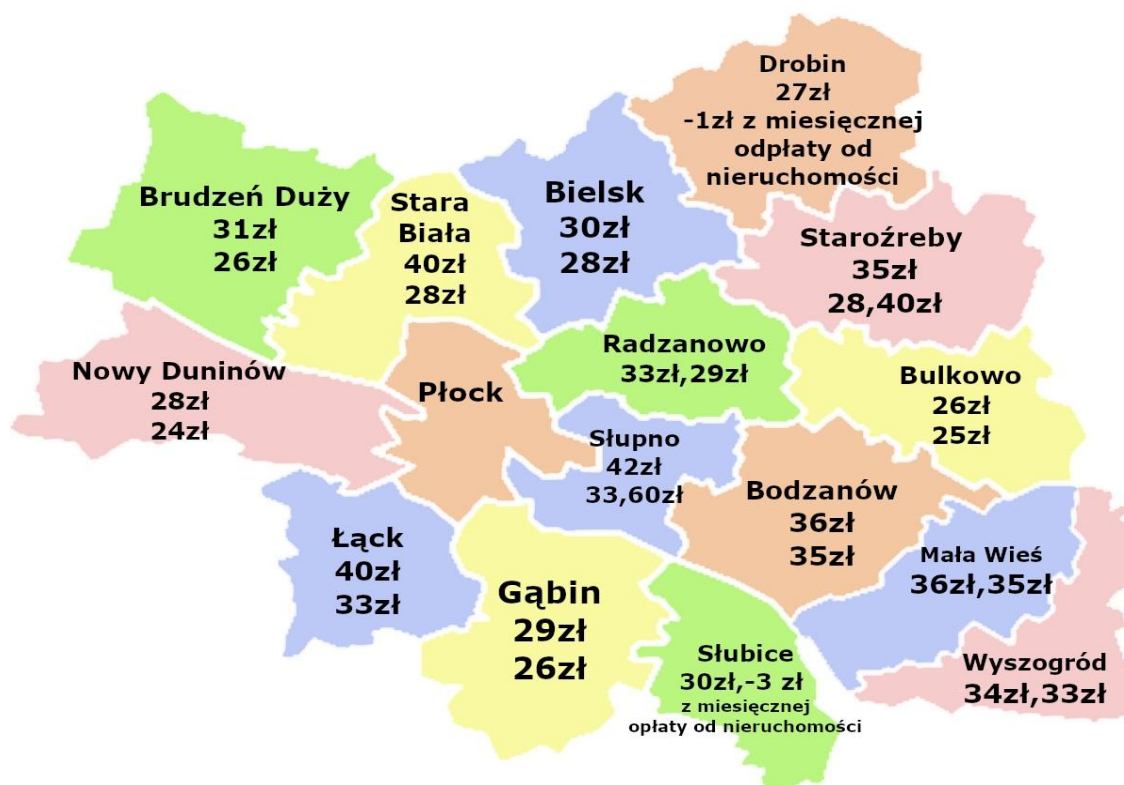 Drobin
27zł
-1zł z miesięcznej
odpłaty od
nieruchomości
Brudzeń Duży
31zł
26zł
Stara
Biała
40zł
28zł
Bielsk
30zł
28zł
Staroźreby
35zł
28,40zł
Nowy Duninów
28zł
24zł
Płock
Radzanowo
33zł,29zł
Bulkowo
26zł
25zł
Słupno
42zł
33,60zł
Bodzanów
36zł
35zł
Łąck
40zł
33zł
Gąbin
29zł
26zł
Mała Wieś
36zł,35zł
Słubice
30zł,-3 zł
z miesięcznej
opłaty od nieruchomości
Wyszogród
34zł,33zł